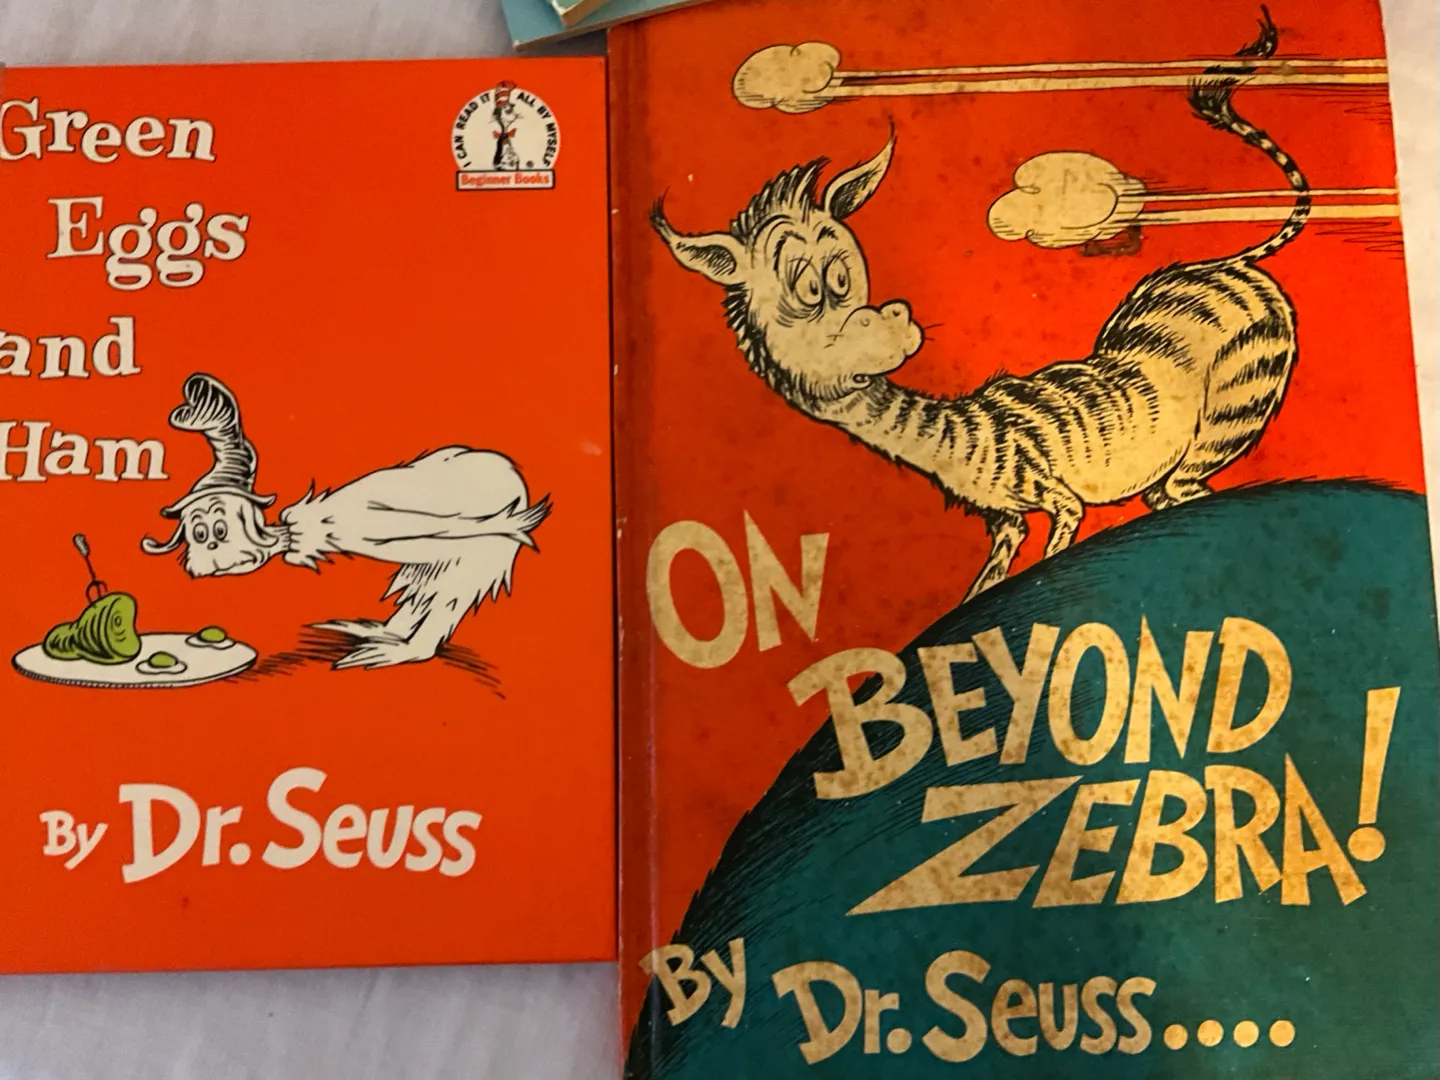 Green
Eggs
and
Ham
I CAN READ IT ALL BY MYSELF
Beginner Books
By Dr. Seuss
ON
BEYOND
ZEBRA!
By Dr. Seuss....